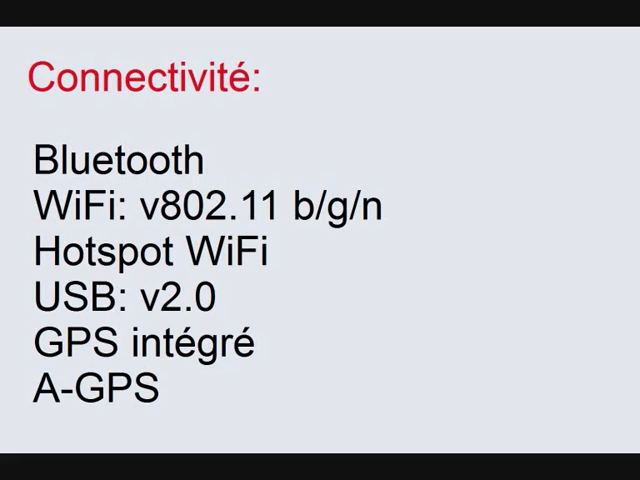 Connectivité:
Bluetooth
WiFi: v802.11 b/g/n
Hotspot WiFi
USB: v2.0
GPS intégré
A-GPS